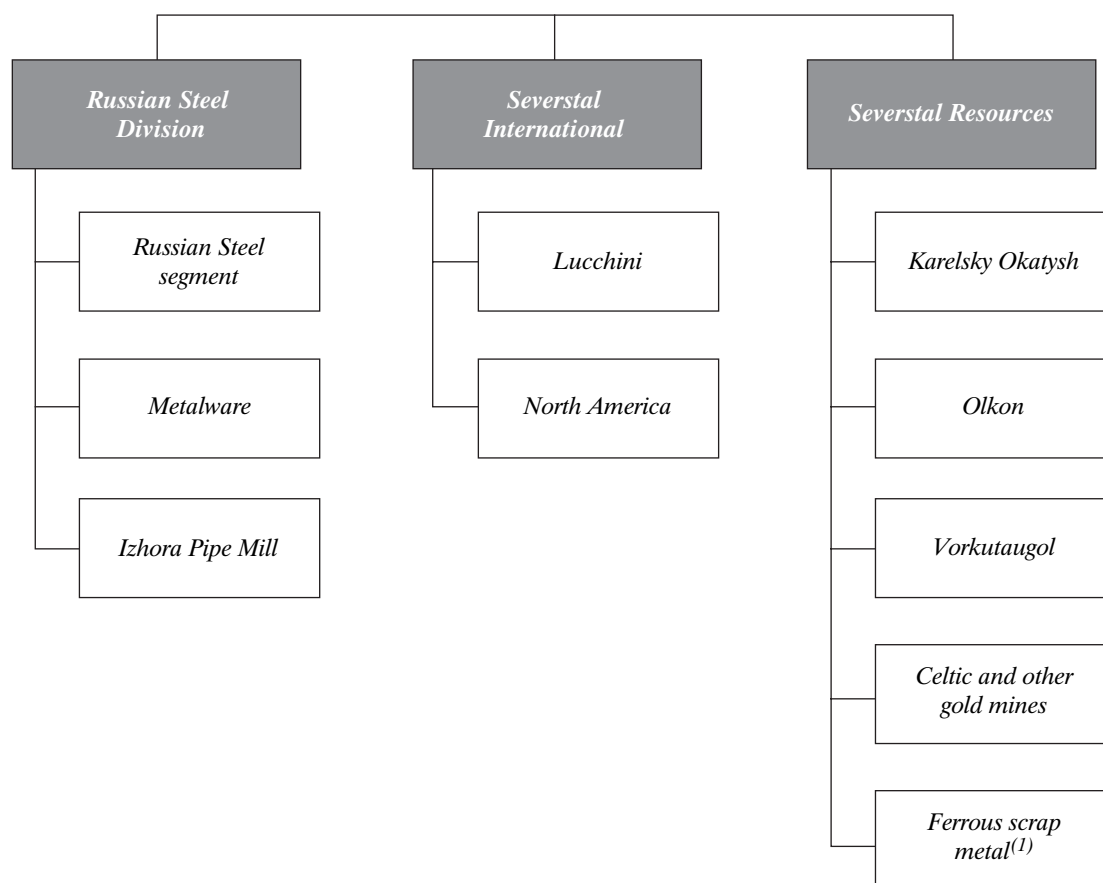 Russian Steel
Division
Severstal
International
Severstal Resources
Russian Steel
segment
Lucchini
Karelsky Okatysh
Metalware
North America
Olkon
Izhora Pipe Mill
Vorkutaugol
Celtic and other
gold mines
Ferrous scrap
metal(1)